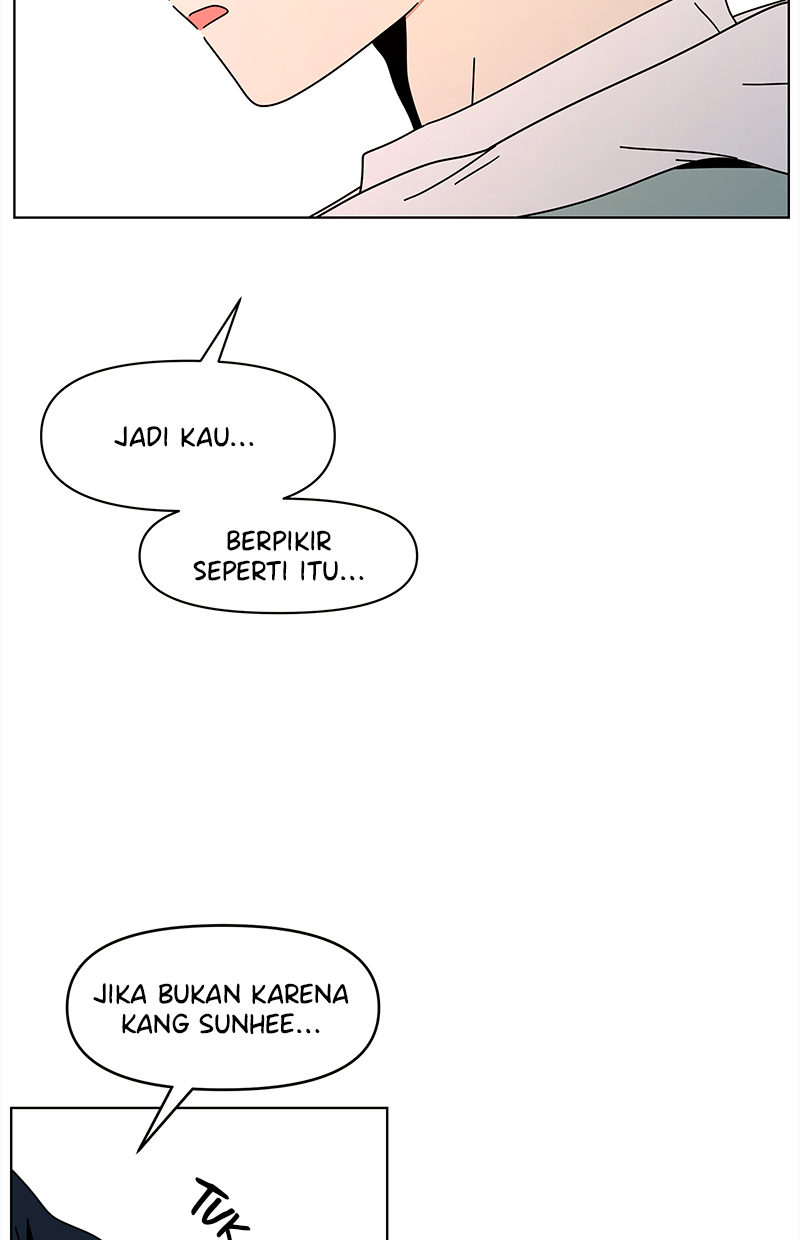 JADI KAU...
BERPIKIR
SEPERTI ITU...
JIKA BUKAN KARENA
KANG SUNHEE...
TUK